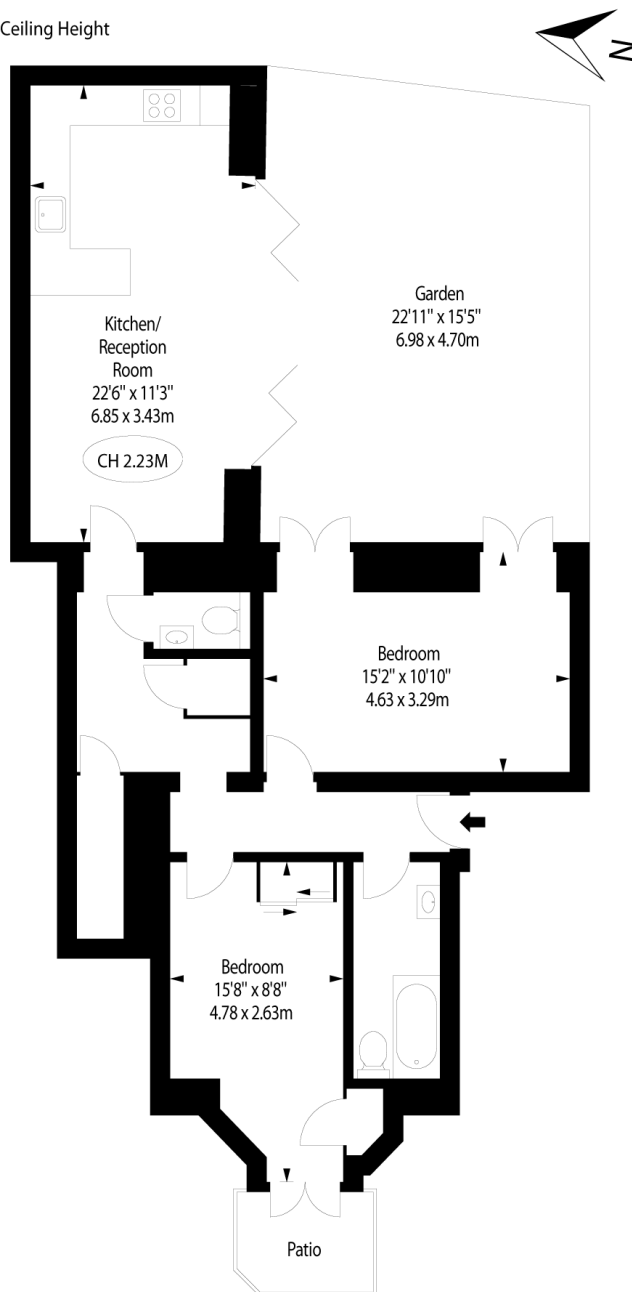 Ceiling Height
N
Garden
22'11" x 15'5"
6.98 x 4.70m
Kitchen/
Reception
Room
22'6" x 11'3"
6.85 x 3.43m
CH 2.23M
Bedroom
15'2" x 10'10"
4.63 x 3.29m
Bedroom
15'8" x 8'8"
4.78 x 2.63m
Patio